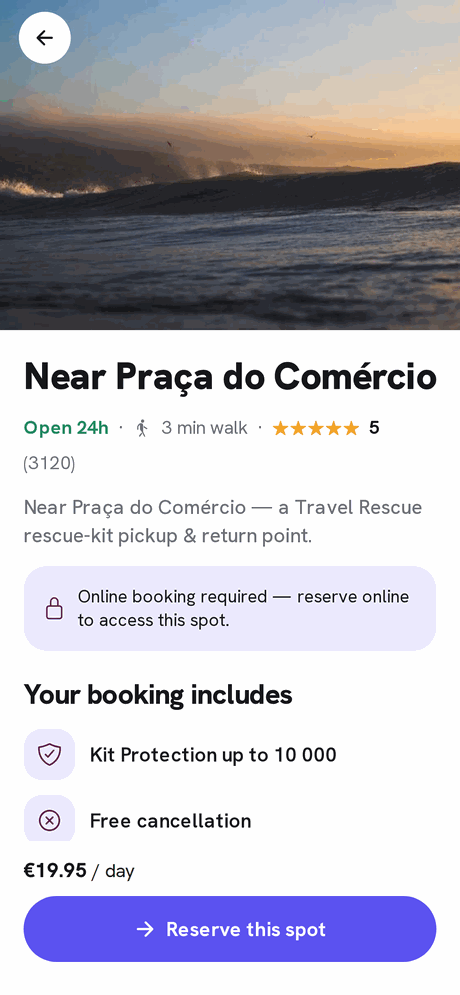 Near Praça do Comércio
Open 24h · 3 min walk · ★★★★★ 5
(3120)
Near Praça do Comércio — a Travel Rescue
rescue-kit pickup & return point.
Online booking required — reserve online
to access this spot.
Your booking includes
Kit Protection up to 10 000
Free cancellation
€19.95 / day
Reserve this spot